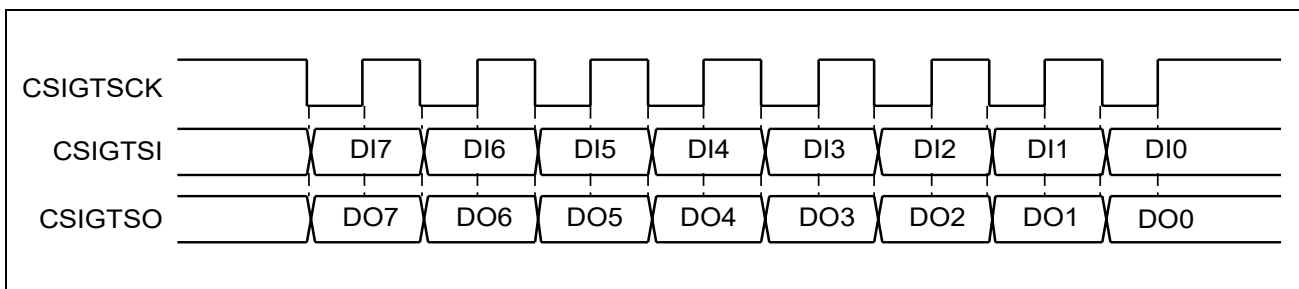 CSIGTSCK
CSIGTSI DI7 DI6 DI5 DI4 DI3 DI2 DI1 DI0
CSIGTSO DO7 DO6 DO5 DO4 DO3 DO2 DO1 DO0